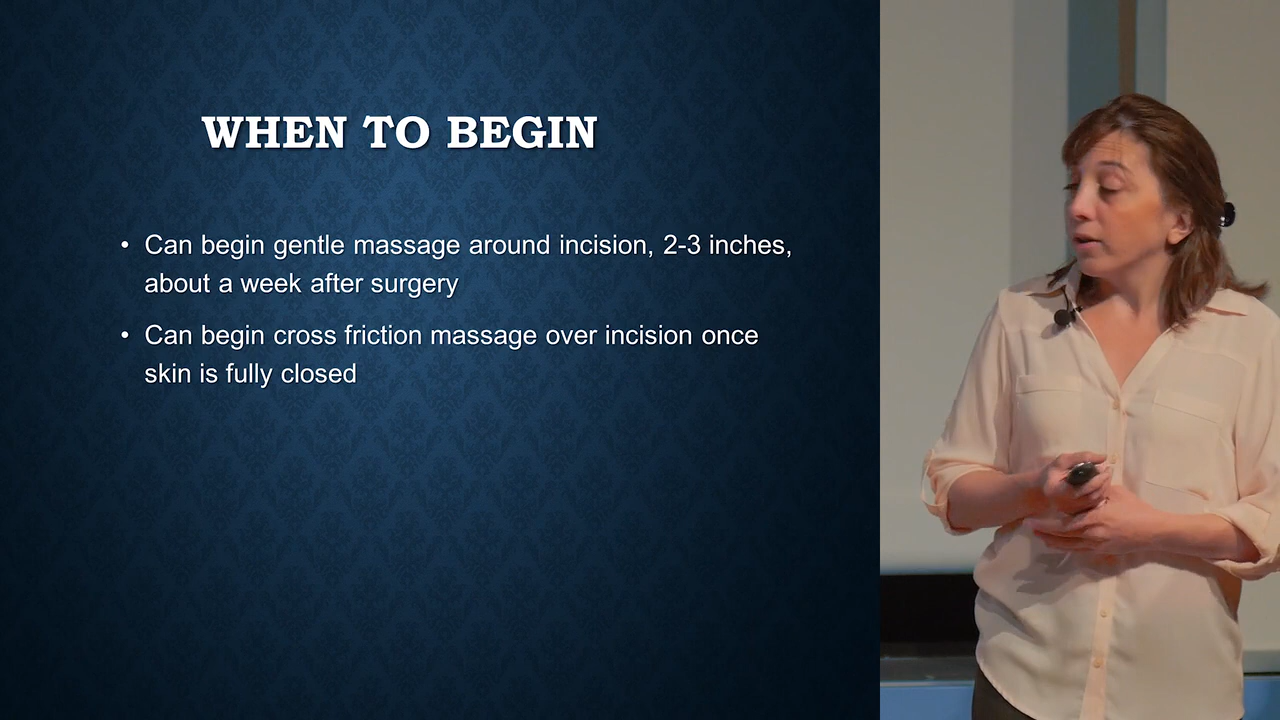 WHEN TO BEGIN
• Can begin gentle massage around incision, 2-3 inches,
about a week after surgery
• Can begin cross friction massage over incision once
skin is fully closed